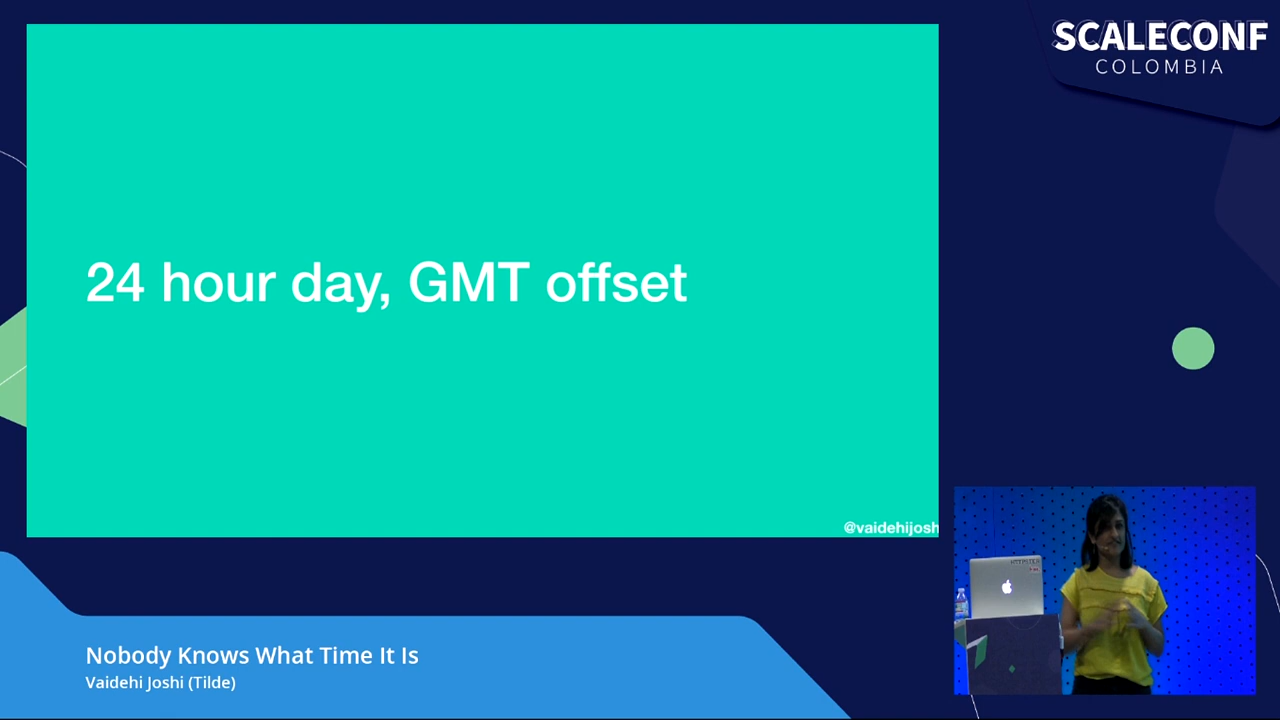 SCALECONF
COLOMBIA
24 hour day, GMT offset
@vaidehijosh
Nobody Knows What Time It Is
Vaidehi Joshi (Tilde)